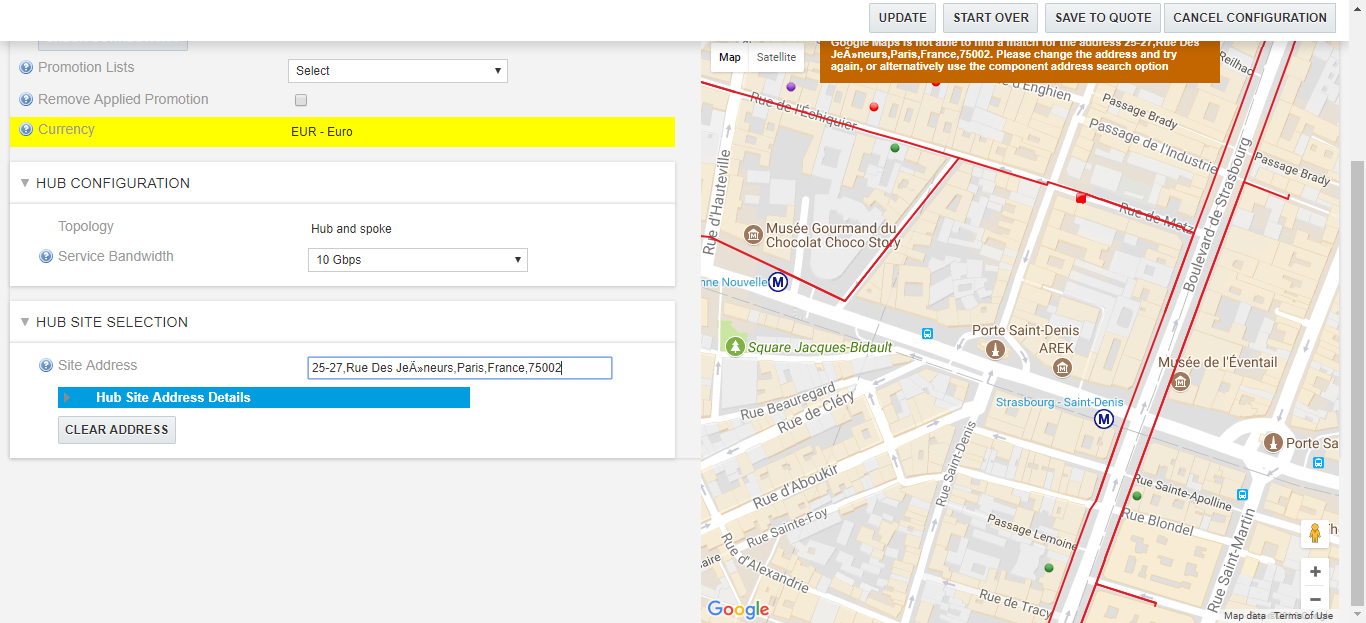 UPDATE
START OVER
SAVE TO QUOTE
CANCEL CONFIGURATION
Promotion Lists
Select
Remove Applied Promotion
Currency
EUR - Euro
HUB CONFIGURATION
Topology
Hub and spoke
Service Bandwidth
10 Gbps
HUB SITE SELECTION
Site Address
25-27,Rue Des JeÄ»neurs,Paris,France,75002
Hub Site Address Details
CLEAR ADDRESS
Map
Satellite
Google Maps is not able to find a match for the address 25-27,Rue Des
JeÄ»neurs,Paris,France,75002. Please change the address and try
again, or alternatively use the component address search option
Reilhac
d'Enghien
Passage Brady
Rue de l'Échiquier
Passage de l'Industrie
Passage Brady
Rue d'Hauteville
Rue de Metz
Boulevard de Strasbourg
Musée Gourmand du
Chocolat Choco Story
nne Nouvelle
M
Square Jacques-Bidault
Porte Saint-Denis
AREK
Musée de l'Éventail
Rue Beauregard
Rue de Cléry
Strasbourg - Saint-Denis
M
Porte Sa
Rue Saint-Denis
Rue d'Aboukir
Rue Sainte-Apolline
Rue Sainte-Foy
Passage Lemoine
Rue Blondel
Rue Saint-Martin
aire
Rue d'Alexandrie
Rue de Tracy
Google
Map data
Terms of Use